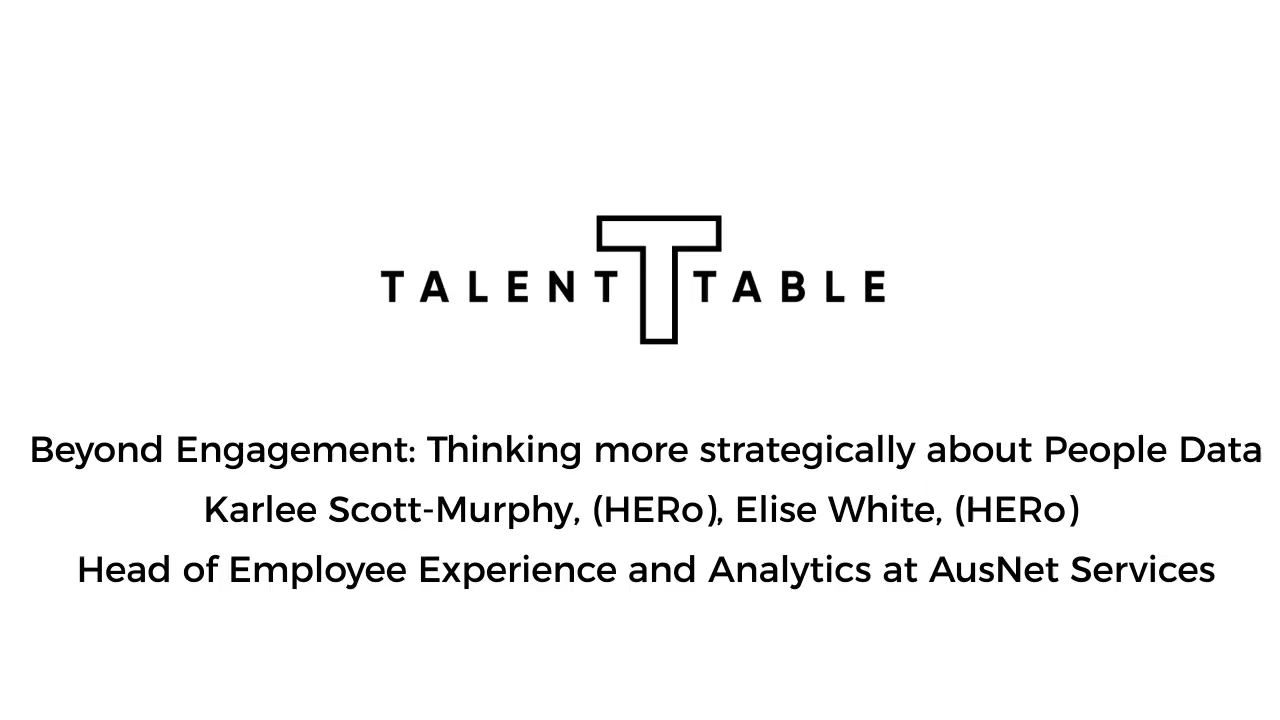 TALENT T TABLE
Beyond Engagement: Thinking more strategically about People Data
Karlee Scott-Murphy, (HERo), Elise White, (HERo)
Head of Employee Experience and Analytics at AusNet Services